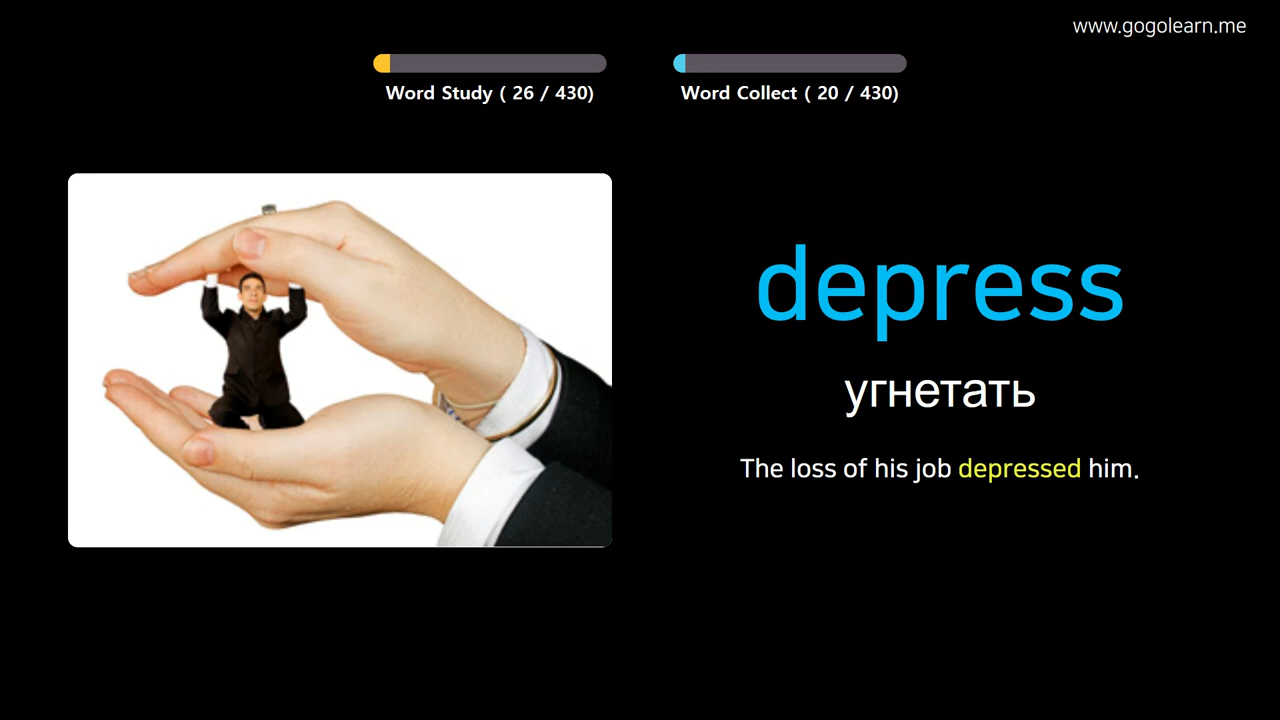 www.gogolearn.me
Word Study ( 26 / 430)
Word Collect ( 20 / 430)
depress
угнетать
The loss of his job depressed him.